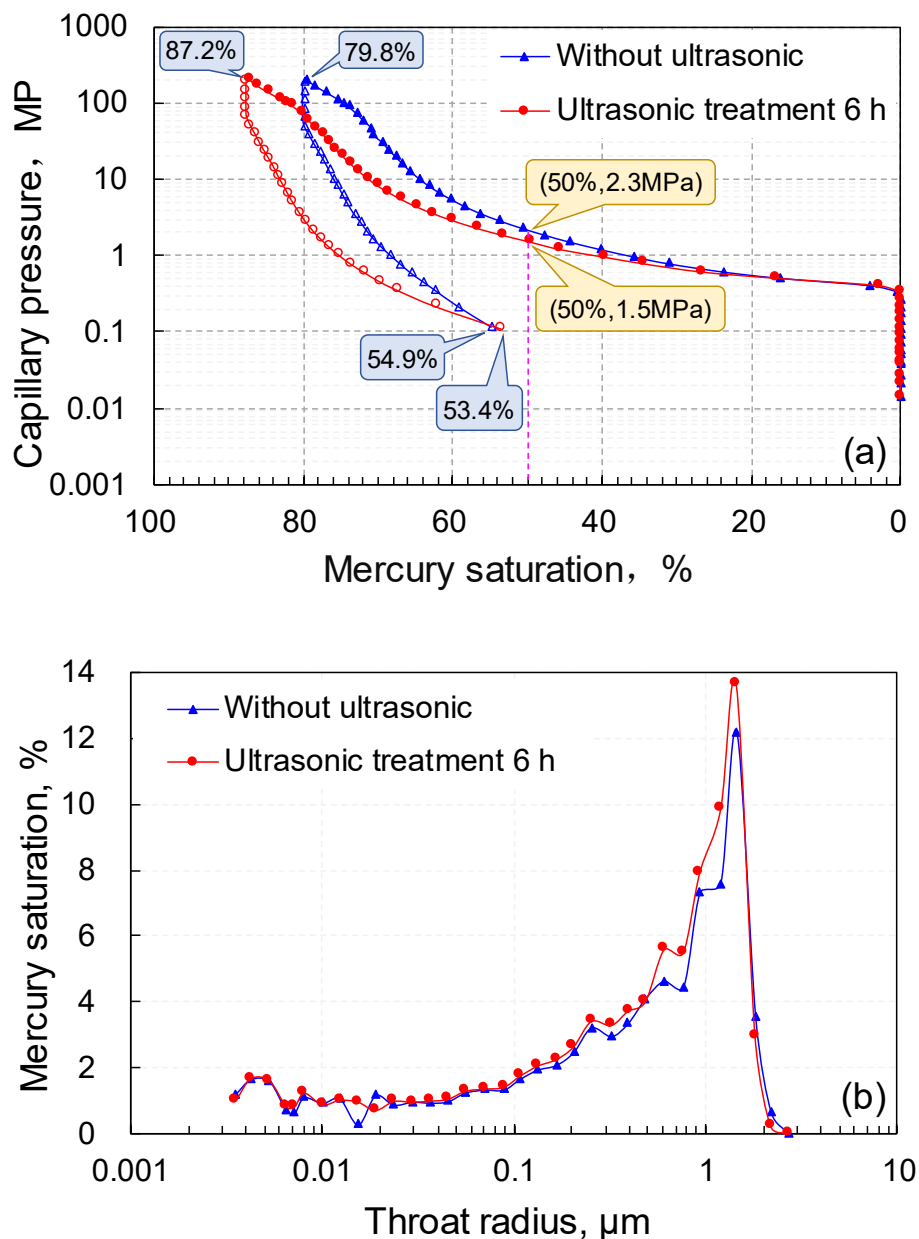 1000
100
10
1
0.1
0.01
0.001
Capillary pressure, MP
87.2%
79.8%
Without ultrasonic
Ultrasonic treatment 6 h
(50%,2.3MPa)
(50%,1.5MPa)
54.9%
53.4%
(a)
100 80 60 40 20 0
Mercury saturation, %
14
12
10
8
6
4
2
0
Mercury saturation, %
Without ultrasonic
Ultrasonic treatment 6 h
(b)
0.001 0.01 0.1 1 10
Throat radius, μm